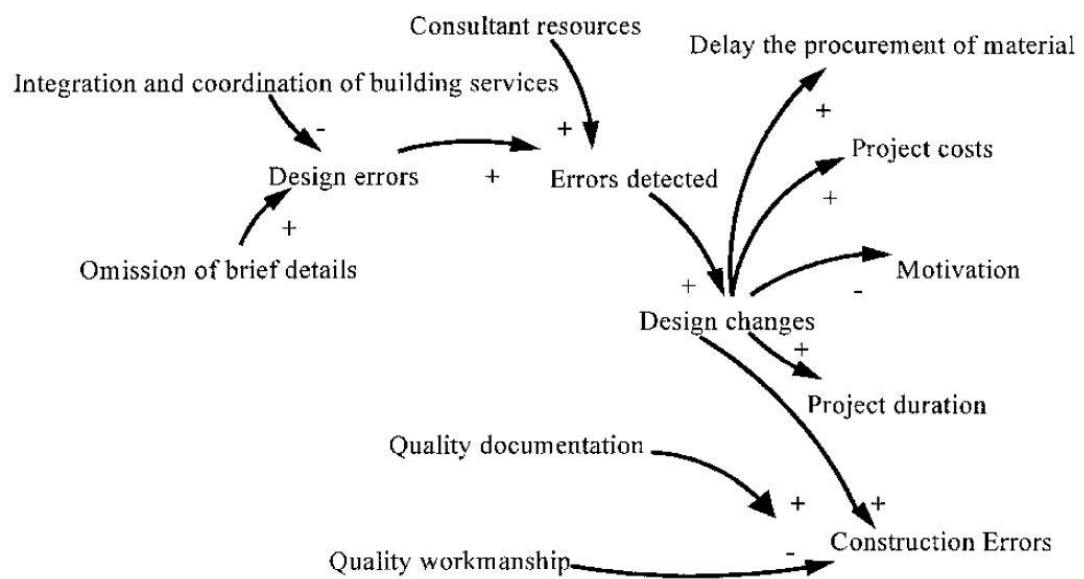 Consultant resources
Delay the procurement of material
Integration and coordination of building services
-
+
+
Project costs
Design errors
+
Errors detected
+
+
Omission of brief details
Motivation
+
-
Design changes
+
Project duration
Quality documentation
+
+
Construction Errors
-
Quality workmanship